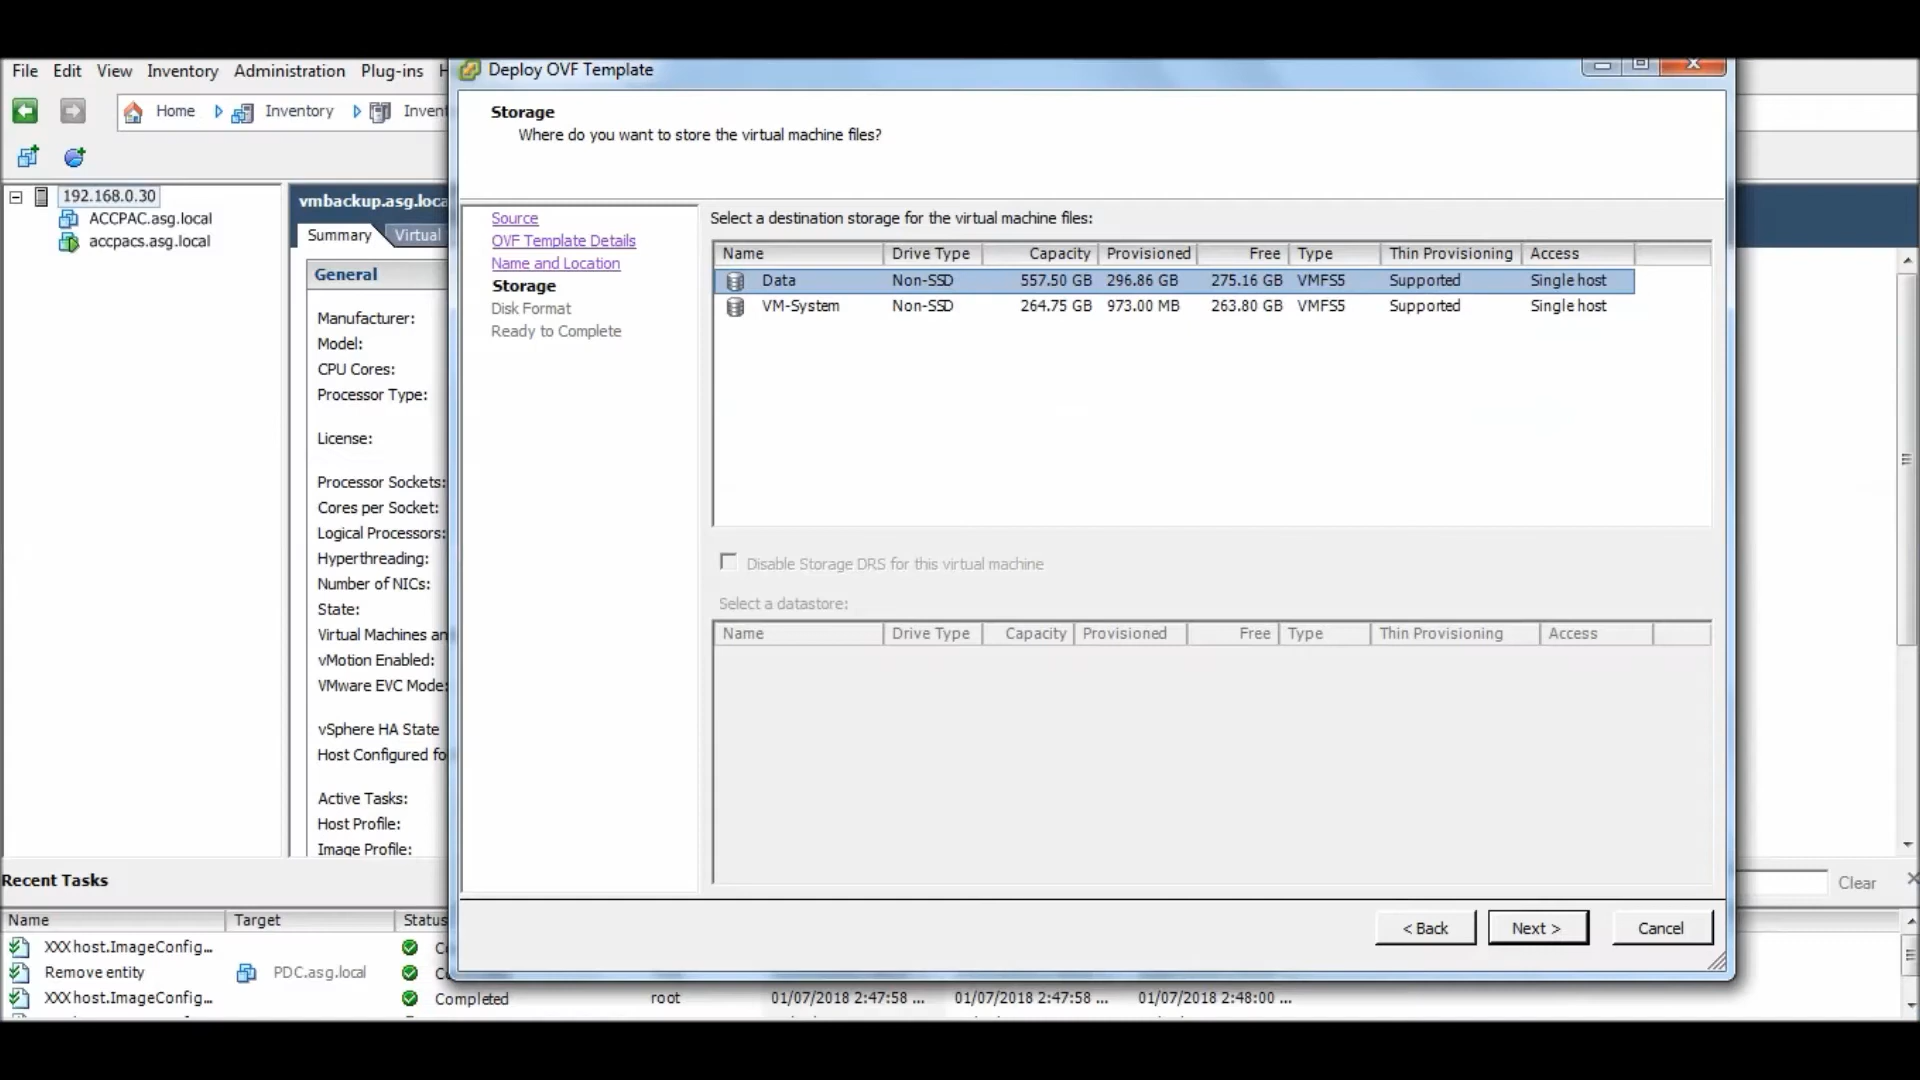 File Edit View Inventory Administration Plug-ins
Deploy OVF Template
Home Inventory
192.168.0.30
ACCPAC.asg.local
accpacs.asg.local
vmbackup.asg.loca
Summary Virtual
General
Manufacturer:
Model:
CPU Cores:
Processor Type:
License:
Processor Sockets:
Cores per Socket:
Logical Processors:
Hyperthreading:
Number of NICs:
State:
Virtual Machines an
vMotion Enabled:
VMware EVC Mode:
vSphere HA State
Host Configured fo
Active Tasks:
Host Profile:
Image Profile:
Storage
Where do you want to store the virtual machine files?
Source
OVF Template Details
Name and Location
Storage
Disk Format
Ready to Complete
Select a destination storage for the virtual machine files:
Name Drive Type Capacity Provisioned Free Type Thin Provisioning Access
Data Non-SSD 557.50 GB 296.86 GB 275.16 GB VMFS5 Supported Single host
VM-System Non-SSD 264.75 GB 973.00 MB 263.80 GB VMFS5 Supported Single host
Disable Storage DRS for this virtual machine
Select a datastore:
Name Drive Type Capacity Provisioned Free Type Thin Provisioning Access
< Back Next > Cancel
Recent Tasks
Clear
Name Target Status
XXXhost.ImageConfig...
Remove entity PDC.asg.local
XXXhost.ImageConfig... Completed root 01/07/2018 2:47:58 ... 01/07/2018 2:47:58 ... 01/07/2018 2:48:00 ...